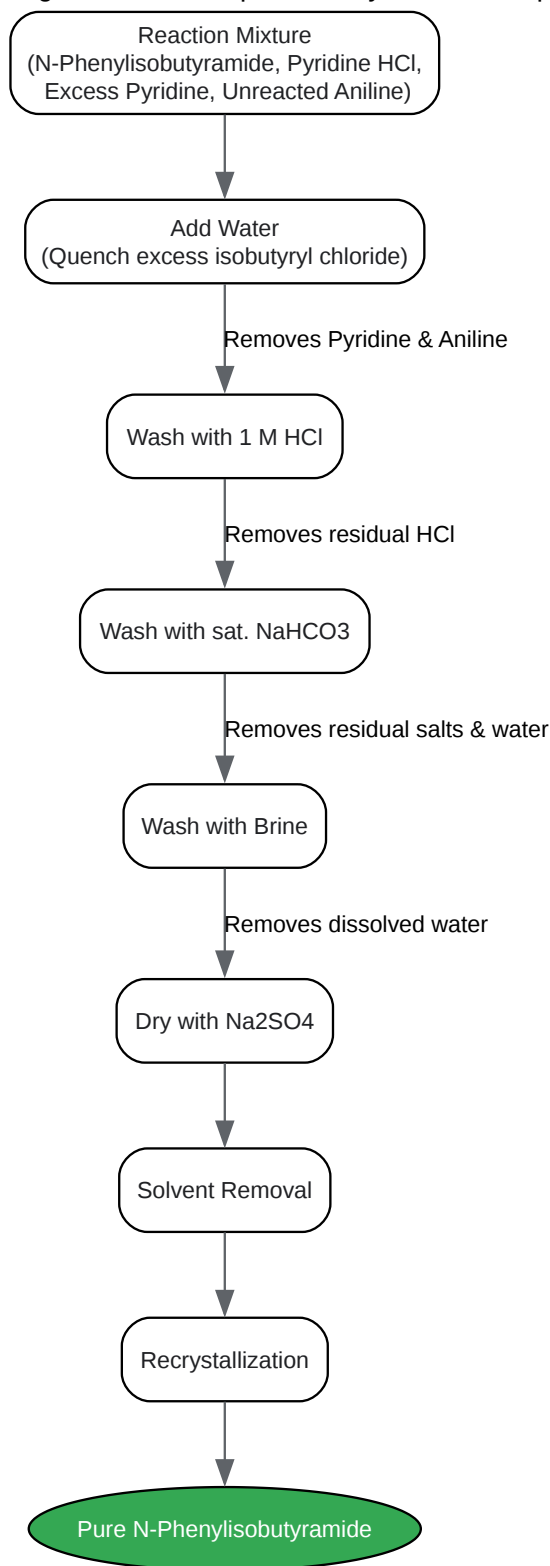 Reaction Mixture
(N-Phenylisobutyramide, Pyridine HCl,
Excess Pyridine, Unreacted Aniline)
Add Water
(Quench excess isobutyryl chloride)
Removes Pyridine & Aniline
Wash with 1 M HCl
Removes residual HCl
Wash with sat. NaHCO3
Removes residual salts & water
Wash with Brine
Removes dissolved water
Dry with Na2SO4
Solvent Removal
Recrystallization
Pure N-Phenylisobutyramide